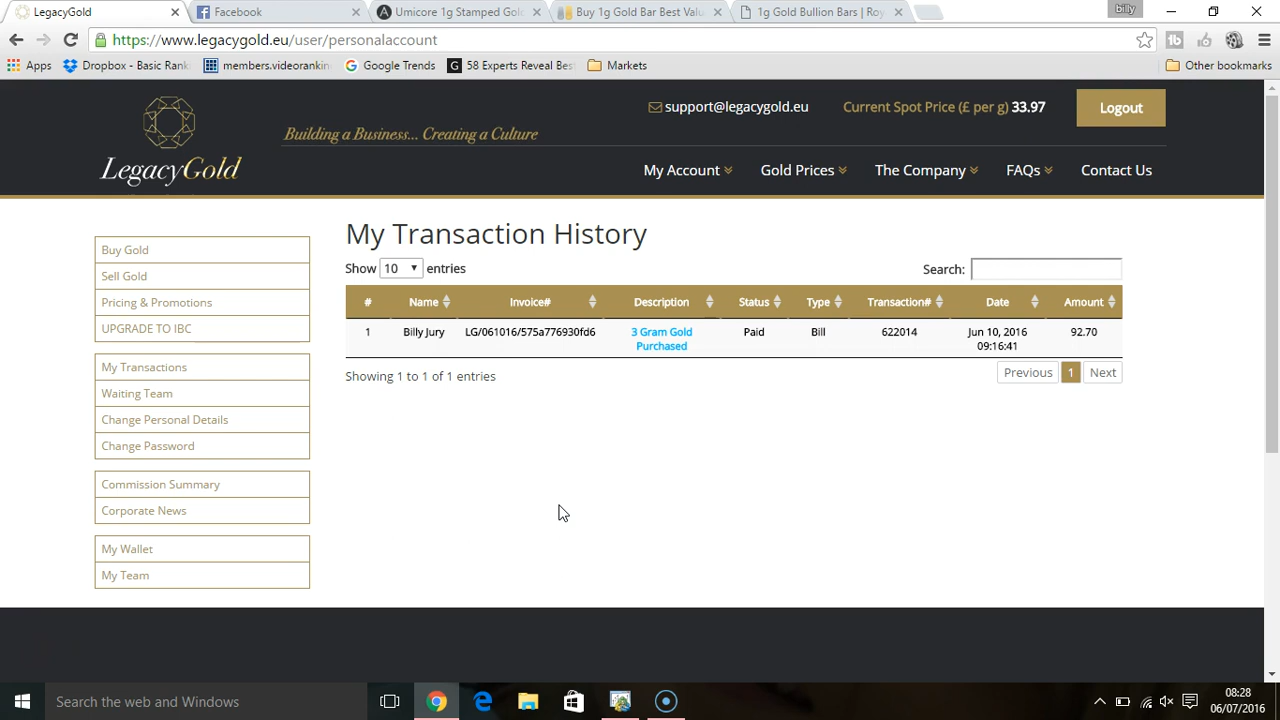 LegacyGold
Facebook
Umicore 1g Stamped Gol
Buy 1g Gold Bar Best Valu
1g Gold Bullion Bars | Roy
billy
https://www.legacygold.eu/user/personalaccount
Apps
Dropbox - Basic Rank
members.videorankin
Google Trends
58 Experts Reveal Bes
Markets
Other bookmarks
support@legacygold.eu
Current Spot Price (£ per g) 33.97
Logout
Building a Business... Creating a Culture
LegacyGold
My Account
Gold Prices
The Company
FAQs
Contact Us
Buy Gold
Sell Gold
Pricing & Promotions
UPGRADE TO IBC
My Transactions
Waiting Team
Change Personal Details
Change Password
Commission Summary
Corporate News
My Wallet
My Team
My Transaction History
Show 10 entries
Search:
# Name Invoice# Description Status Type Transaction# Date Amount
1 Billy Jury LG/061016/575a776930fd6 3 Gram Gold Paid Bill 622014 Jun 10, 2016 92.70
Purchased 09:16:41
Showing 1 to 1 of 1 entries
Previous 1 Next
Search the web and Windows
08:28
06/07/2016